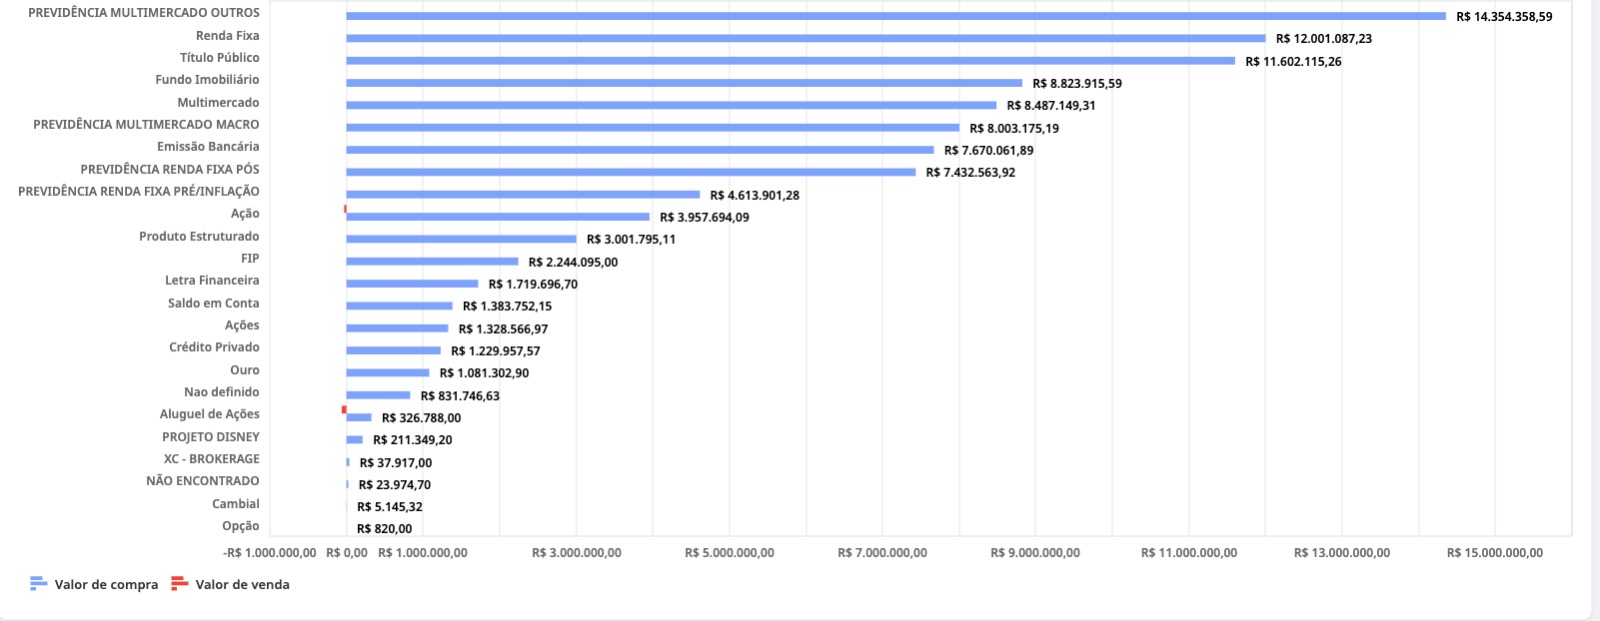 PREVIDÊNCIA MULTIMERCADO OUTROS R$ 14.354.358,59
Renda Fixa R$ 12.001.087,23
Título Público R$ 11.602.115,26
Fundo Imobiliário R$ 8.823.915,59
Multimercado R$ 8.487.149,31
PREVIDÊNCIA MULTIMERCADO MACRO R$ 8.003.175,19
Emissão Bancária R$ 7.670.061,89
PREVIDÊNCIA RENDA FIXA PÓS R$ 7.432.563,92
PREVIDÊNCIA RENDA FIXA PRÉ/INFLAÇÃO R$ 4.613.901,28
Ação R$ 3.957.694,09
Produto Estruturado R$ 3.001.795,11
FIP R$ 2.244.095,00
Letra Financeira R$ 1.719.696,70
Saldo em Conta R$ 1.383.752,15
Ações R$ 1.328.566,97
Crédito Privado R$ 1.229.957,57
Ouro R$ 1.081.302,90
Nao definido R$ 831.746,63
Aluguel de Ações R$ 326.788,00
PROJETO DISNEY R$ 211.349,20
XC - BROKERAGE R$ 37.917,00
NÃO ENCONTRADO R$ 23.974,70
Cambial R$ 5.145,32
Opção R$ 820,00
-R$ 1.000.000,00 R$ 0,00 R$ 1.000.000,00 R$ 3.000.000,00 R$ 5.000.000,00 R$ 7.000.000,00 R$ 9.000.000,00 R$ 11.000.000,00 R$ 13.000.000,00 R$ 15.000.000,00
Valor de compra Valor de venda